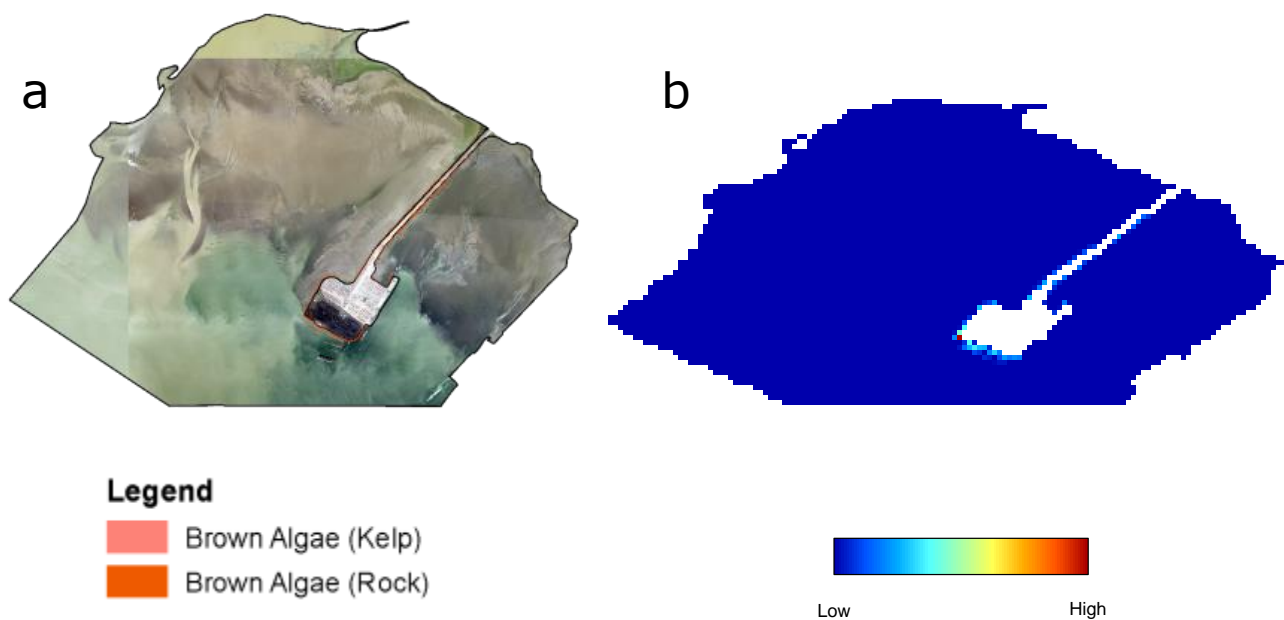 a
b
Legend
Brown Algae (Kelp)
Brown Algae (Rock)
Low
High